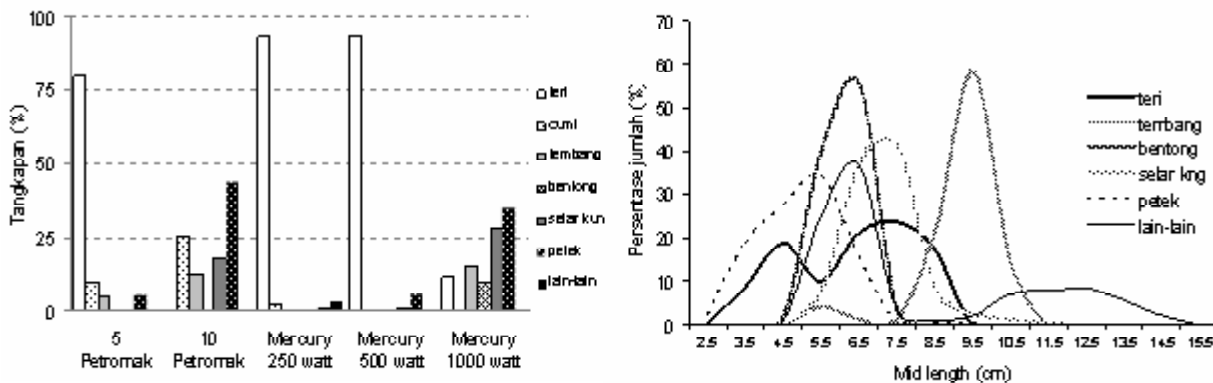 100
75
50
25
0
Tangkapan (%)
5 Petromak
10 Petromak
Mercury 250 watt
Mercury 500 watt
Mercury 1000 watt
teri
cumi
tembang
bentong
selar kun
petek
lain-lain
70
60
50
40
30
20
10
0
Persentase jumlah (%)
2.5 3.5 4.5 5.5 6.5 7.5 8.5 9.5 10.5 11.5 12.5 13.5 14.5 15.5
Mid length (cm)
teri
terrbang
bentong
selar kng
petek
lain-lain